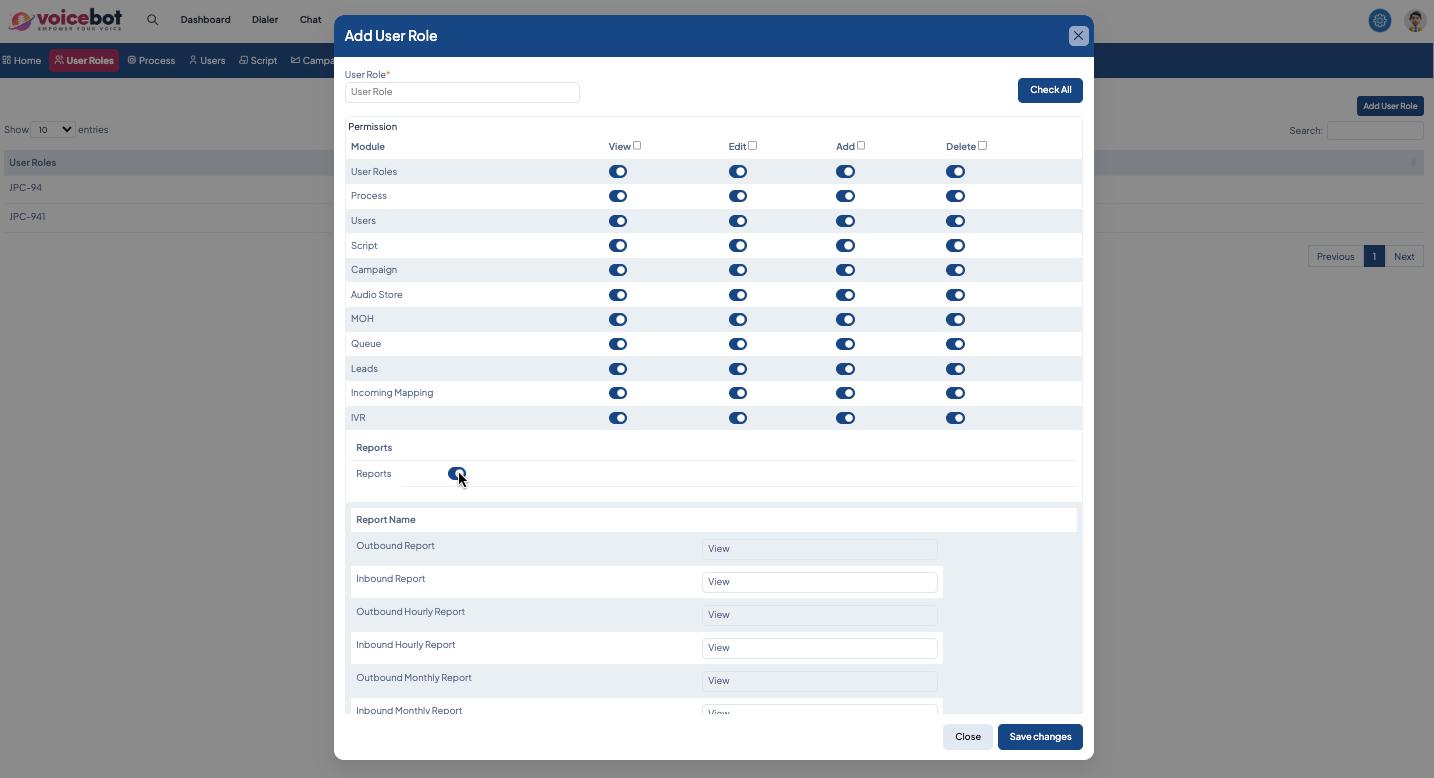 voicebot
EMPOWER YOUR VOICE
Dashboard Dialer Chat
Home User Roles Process Users Script Campa
Add User Role
User Role*
User Role
Check All
Add User Role
Show 10 entries
Search:
User Roles
JPC-94
JPC-941
Previous 1 Next
Permission
Module View Edit Add Delete
User Roles
Process
Users
Script
Campaign
Audio Store
MOH
Queue
Leads
Incoming Mapping
IVR
Reports
Reports
Report Name
Outbound Report View
Inbound Report View
Outbound Hourly Report View
Inbound Hourly Report View
Outbound Monthly Report View
Inbound Monthly Report View
Close Save changes